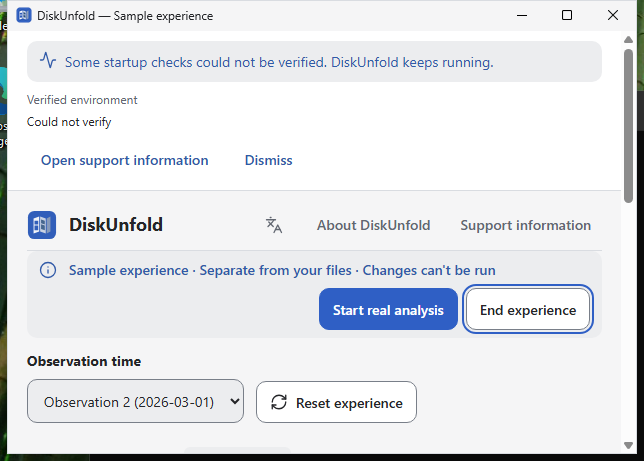 DiskUnfold — Sample experience
Some startup checks could not be verified. DiskUnfold keeps running.
Verified environment
Could not verify
Open support information Dismiss
DiskUnfold About DiskUnfold Support information
Sample experience · Separate from your files · Changes can't be run
Start real analysis End experience
Observation time
Observation 2 (2026-03-01) Reset experience